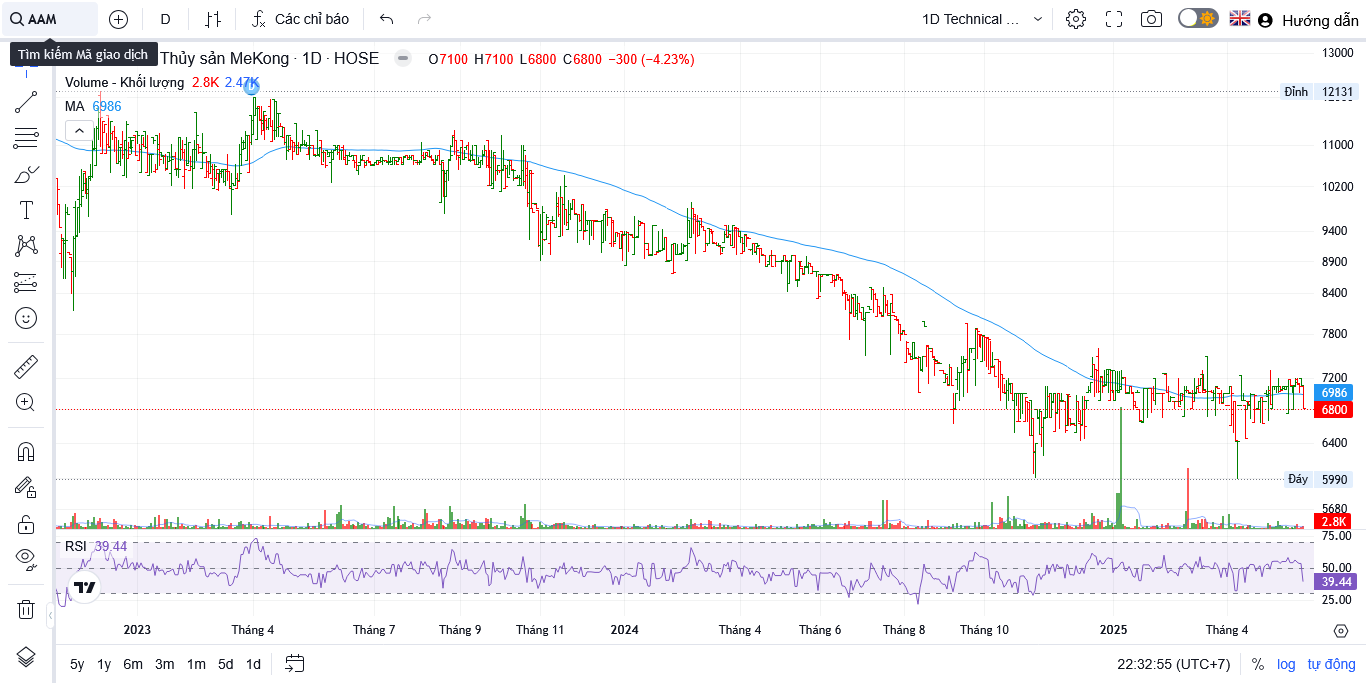 AAM
D
Các chỉ báo
1D Technical ...
Hướng dẫn
Tìm kiếm Mã giao dịch
Thủy sản MeKong · 1D · HOSE
O7100 H7100 L6800 C6800 −300 (−4.23%)
Volume - Khối lượng 2.8K 2.47K
MA 6986
13000
Đỉnh 12131
11000
10200
9400
8900
8400
7800
7200
6986
6800
6400
Đáy 5990
5680
2.8K
RSI 39.44
75.00
50.00
39.44
25.00
2023 Tháng 4 Tháng 7 Tháng 9 Tháng 11 2024 Tháng 4 Tháng 6 Tháng 8 Tháng 10 2025 Tháng 4
5y 1y 6m 3m 1m 5d 1d
22:32:55 (UTC+7) % log tự động